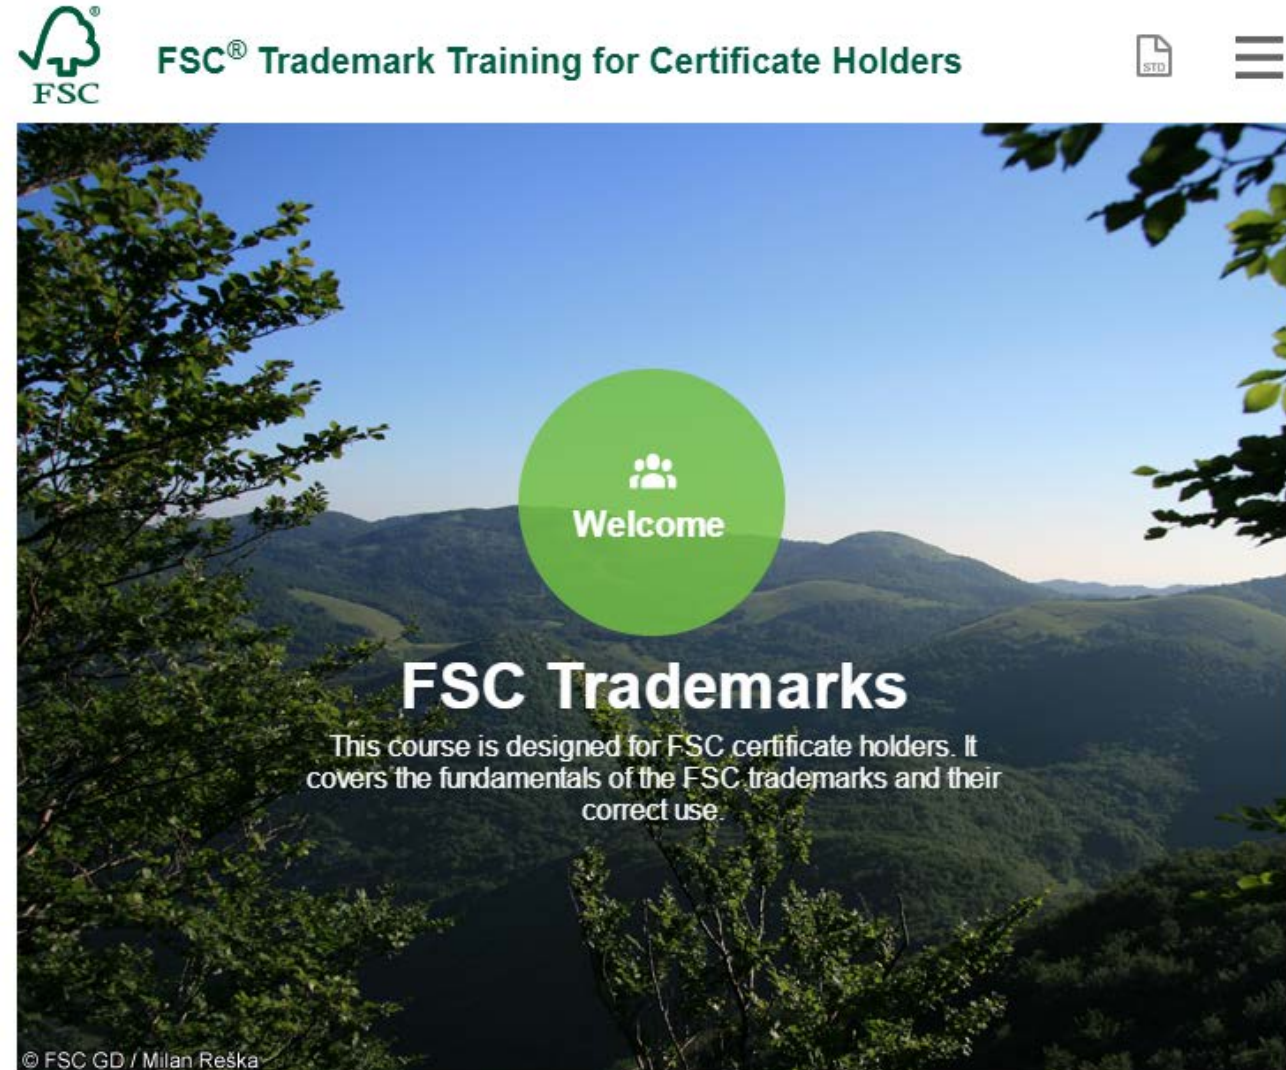 FSC
FSC® Trademark Training for Certificate Holders
STD
Welcome
FSC Trademarks
This course is designed for FSC certificate holders. It
covers the fundamentals of the FSC trademarks and their
correct use.
© FSC GD / Milan Reška